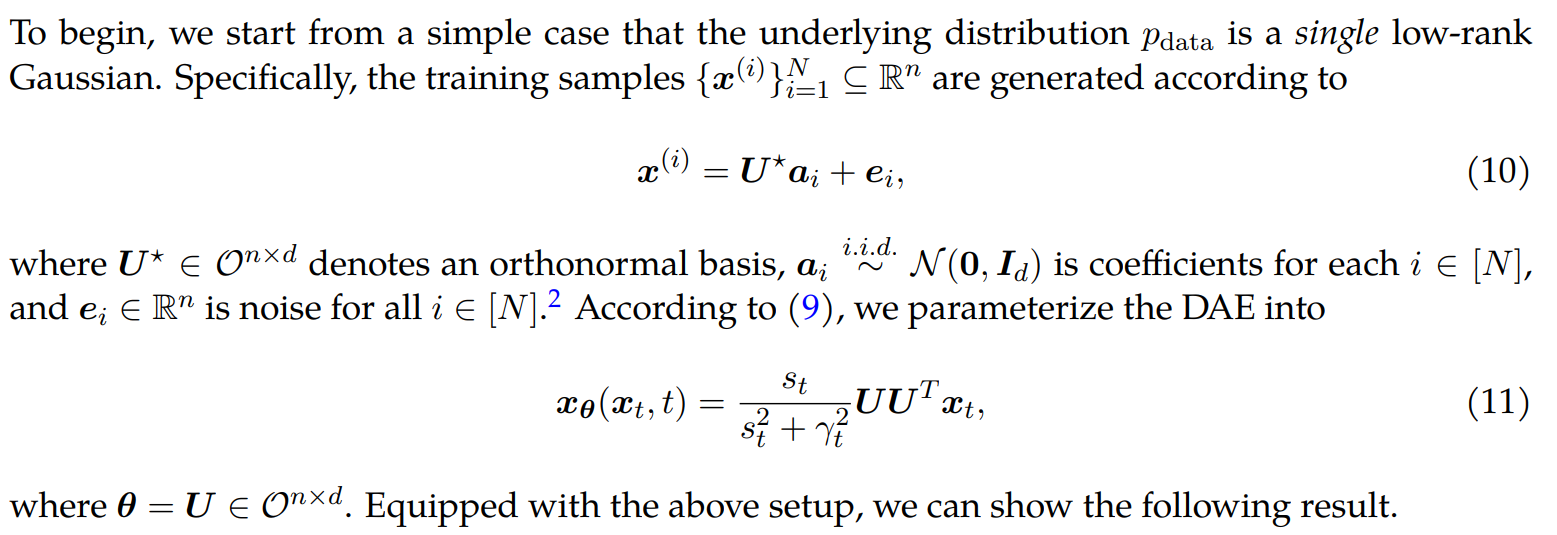 To begin, we start from a simple case that the underlying distribution $p_{\text{data}}$ is a single low-rank
Gaussian. Specifically, the training samples $\{\boldsymbol{x}^{(i)}\}_{i=1}^{N} \subseteq \mathbb{R}^n$ are generated according to
$$\boldsymbol{x}^{(i)} = \boldsymbol{U}^\star \boldsymbol{a}_i + \boldsymbol{e}_i, \quad (10)$$
where $\boldsymbol{U}^\star \in \mathcal{O}^{n \times d}$ denotes an orthonormal basis, $\boldsymbol{a}_i \overset{i.i.d.}{\sim} \mathcal{N}(\boldsymbol{0}, \boldsymbol{I}_d)$ is coefficients for each $i \in [N]$,
and $\boldsymbol{e}_i \in \mathbb{R}^n$ is noise for all $i \in [N]$.$^2$ According to (9), we parameterize the DAE into
$$\boldsymbol{x}_{\boldsymbol{\theta}}(\boldsymbol{x}_t, t) = \frac{s_t}{s_t^2 + \gamma_t^2} \boldsymbol{U}\boldsymbol{U}^T \boldsymbol{x}_t, \quad (11)$$
where $\boldsymbol{\theta} = \boldsymbol{U} \in \mathcal{O}^{n \times d}$. Equipped with the above setup, we can show the following result.